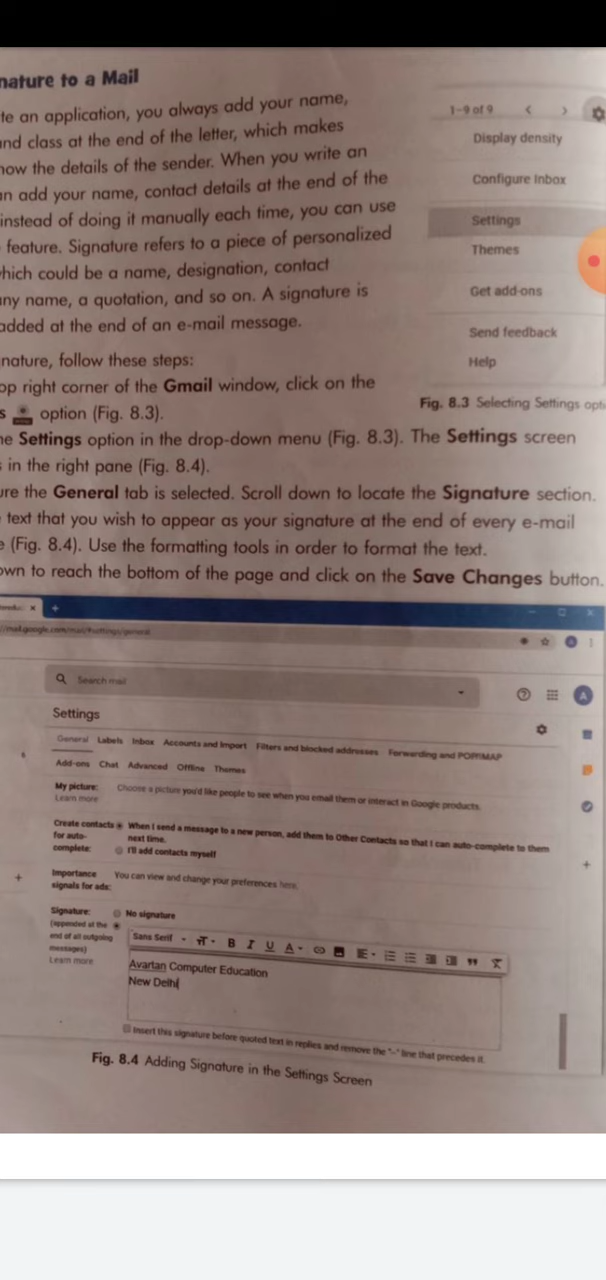 nature to a Mail
te an application, you always add your name,
and class at the end of the letter, which makes
now the details of the sender. When you write an
an add your name, contact details at the end of the
instead of doing it manually each time, you can use
feature. Signature refers to a piece of personalized
which could be a name, designation, contact
any name, a quotation, and so on. A signature is
added at the end of an e-mail message.
1-9 of 9
Display density
Configure Inbox
Settings
Themes
Get add-ons
Send feedback
Help
Fig. 8.3 Selecting Settings opti
nature, follow these steps:
op right corner of the Gmail window, click on the
s option (Fig. 8.3).
he Settings option in the drop-down menu (Fig. 8.3). The Settings screen
in the right pane (Fig. 8.4).
ure the General tab is selected. Scroll down to locate the Signature section.
text that you wish to appear as your signature at the end of every e-mail
e (Fig. 8.4). Use the formatting tools in order to format the text.
own to reach the bottom of the page and click on the Save Changes button.
//mail.google.com/mail/#settings/general
Search mail
A
Settings
General Labels Inbox Accounts and Import Filters and blocked addresses Forwarding and POP/IMAP
Add-ons Chat Advanced Offline Themes
My picture: Choose a picture you'd like people to see when you email them or interact in Google products.
Learn more
Create contacts When I send a message to a new person, add them to Other Contacts so that I can auto-complete to them
for auto- next time.
complete: I'll add contacts myself
Importance You can view and change your preferences here.
signals for ads:
Signature: No signature
(appended at the
end of all outgoing
messages)
Learn more
Sans Serif B I U A
Avartan Computer Education
New Delhi
Insert this signature before quoted text in replies and remove the "--" line that precedes it.
Fig. 8.4 Adding Signature in the Settings Screen